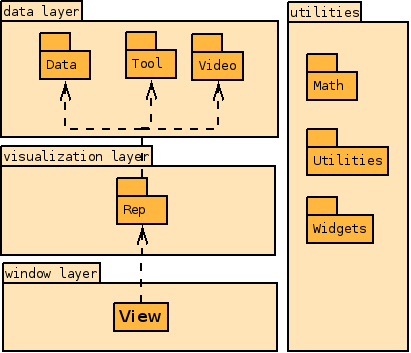 data layer
Data
Tool
Video
visualization layer
Rep
window layer
View
utilities
Math
Utilities
Widgets